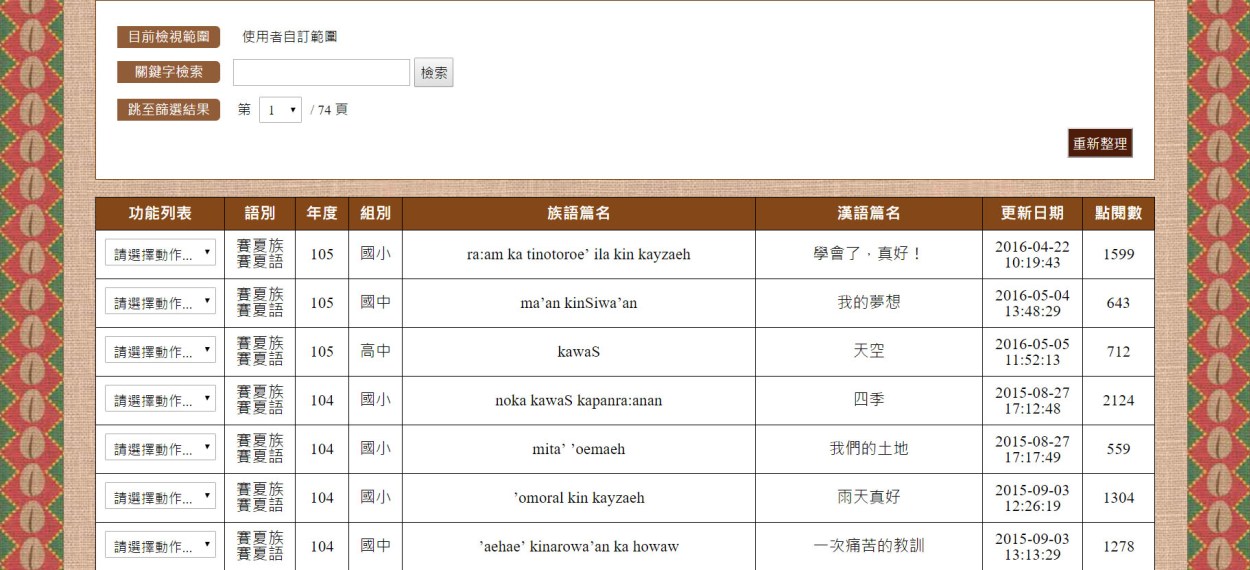 目前檢視範圍 使用者自訂範圍
關鍵字檢索 檢索
跳至篩選結果 第 1 / 74 頁
重新整理
功能列表 語別 年度 組別 族語篇名 漢語篇名 更新日期 點閱數
請選擇動作... 賽夏族 賽夏語 105 國小 ra:am ka tinotoroe’ ila kin kayzaeh 學會了，真好！ 2016-04-22 10:19:43 1599
請選擇動作... 賽夏族 賽夏語 105 國中 ma’an kinSiwa’an 我的夢想 2016-05-04 13:48:29 643
請選擇動作... 賽夏族 賽夏語 105 高中 kawaS 天空 2016-05-05 11:52:13 712
請選擇動作... 賽夏族 賽夏語 104 國小 noka kawaS kapanra:anan 四季 2015-08-27 17:12:48 2124
請選擇動作... 賽夏族 賽夏語 104 國小 mita’ ’oemaeh 我們的土地 2015-08-27 17:17:49 559
請選擇動作... 賽夏族 賽夏語 104 國小 ’omoral kin kayzaeh 雨天真好 2015-09-03 12:26:19 1304
請選擇動作... 賽夏族 賽夏語 104 國中 ’aehae’ kinarowa’an ka howaw 一次痛苦的教訓 2015-09-03 13:13:29 1278